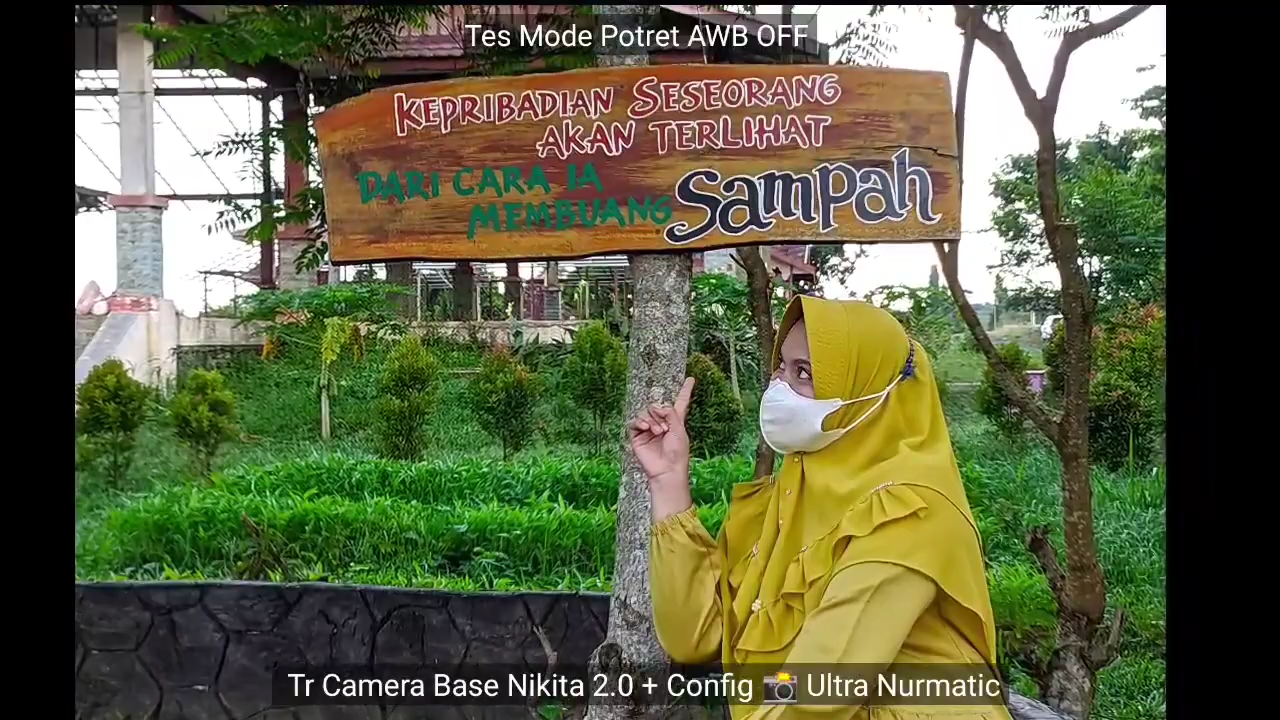 Tes Mode Potret AWB OFF
KEPRIBADIAN SESEORANG
AKAN TERLIHAT
DARI CARA IA
MEMBUANG Sampah
Tr Camera Base Nikita 2.0 + Config 📸 Ultra Nurmatic